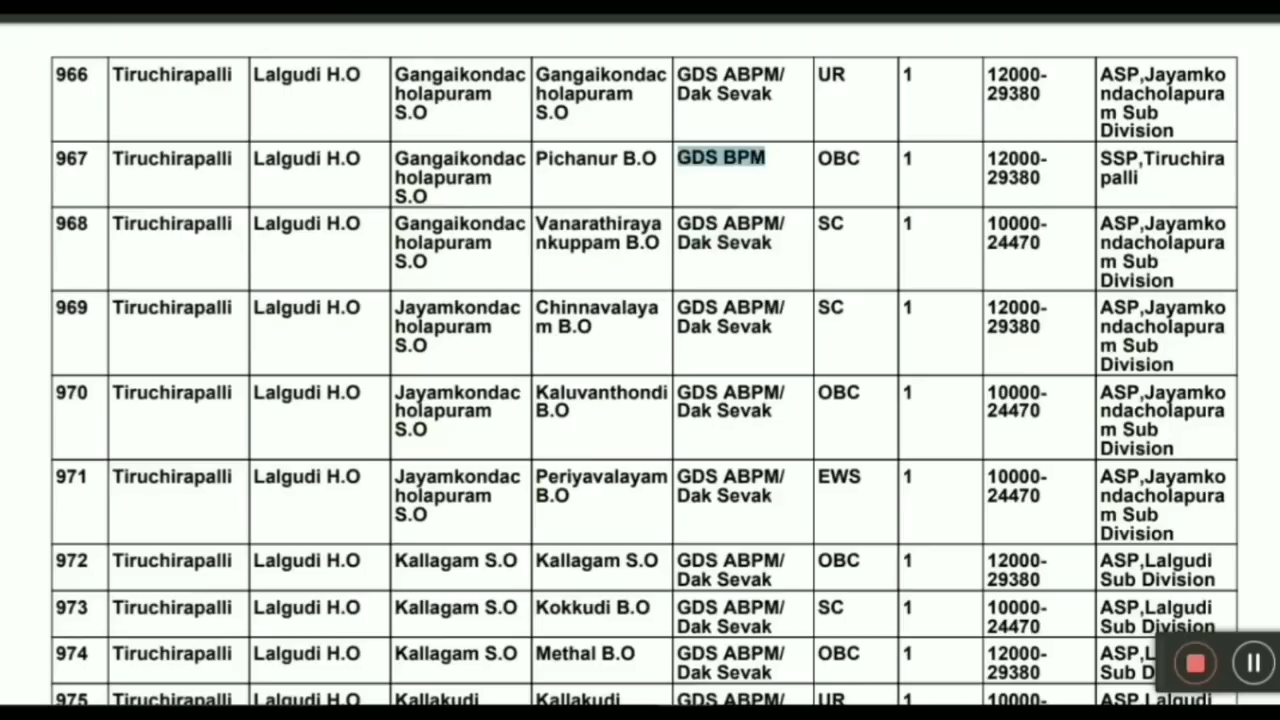 966 Tiruchirapalli Lalgudi H.O Gangaikondac Gangaikondac GDS ABPM/ UR 1 12000- ASP,Jayamko
holapuram holapuram Dak Sevak 29380 ndacholapura
S.O S.O m Sub
Division
967 Tiruchirapalli Lalgudi H.O Gangaikondac Pichanur B.O GDS BPM OBC 1 12000- SSP,Tiruchira
holapuram 29380 palli
S.O
968 Tiruchirapalli Lalgudi H.O Gangaikondac Vanarathiraya GDS ABPM/ SC 1 10000- ASP,Jayamko
holapuram nkuppam B.O Dak Sevak 24470 ndacholapura
S.O m Sub
Division
969 Tiruchirapalli Lalgudi H.O Jayamkondac Chinnavalaya GDS ABPM/ SC 1 12000- ASP,Jayamko
holapuram m B.O Dak Sevak 29380 ndacholapura
S.O m Sub
Division
970 Tiruchirapalli Lalgudi H.O Jayamkondac Kaluvanthondi GDS ABPM/ OBC 1 10000- ASP,Jayamko
holapuram B.O Dak Sevak 24470 ndacholapura
S.O m Sub
Division
971 Tiruchirapalli Lalgudi H.O Jayamkondac Periyavalayam GDS ABPM/ EWS 1 10000- ASP,Jayamko
holapuram B.O Dak Sevak 24470 ndacholapura
S.O m Sub
Division
972 Tiruchirapalli Lalgudi H.O Kallagam S.O Kallagam S.O GDS ABPM/ OBC 1 12000- ASP,Lalgudi
Dak Sevak 29380 Sub Division
973 Tiruchirapalli Lalgudi H.O Kallagam S.O Kokkudi B.O GDS ABPM/ SC 1 10000- ASP,Lalgudi
Dak Sevak 24470 Sub Division
974 Tiruchirapalli Lalgudi H.O Kallagam S.O Methal B.O GDS ABPM/ OBC 1 12000- ASP,L
Dak Sevak 29380 Sub D
975 Tiruchirapalli Lalgudi H.O Kallakudi Kallakudi GDS ABPM/ UR 1 10000- ASP,Lalgudi